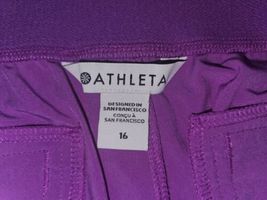 ATHLETA
DESIGNED IN
SAN FRANCISCO
CONÇU À
SAN FRANCISCO
16